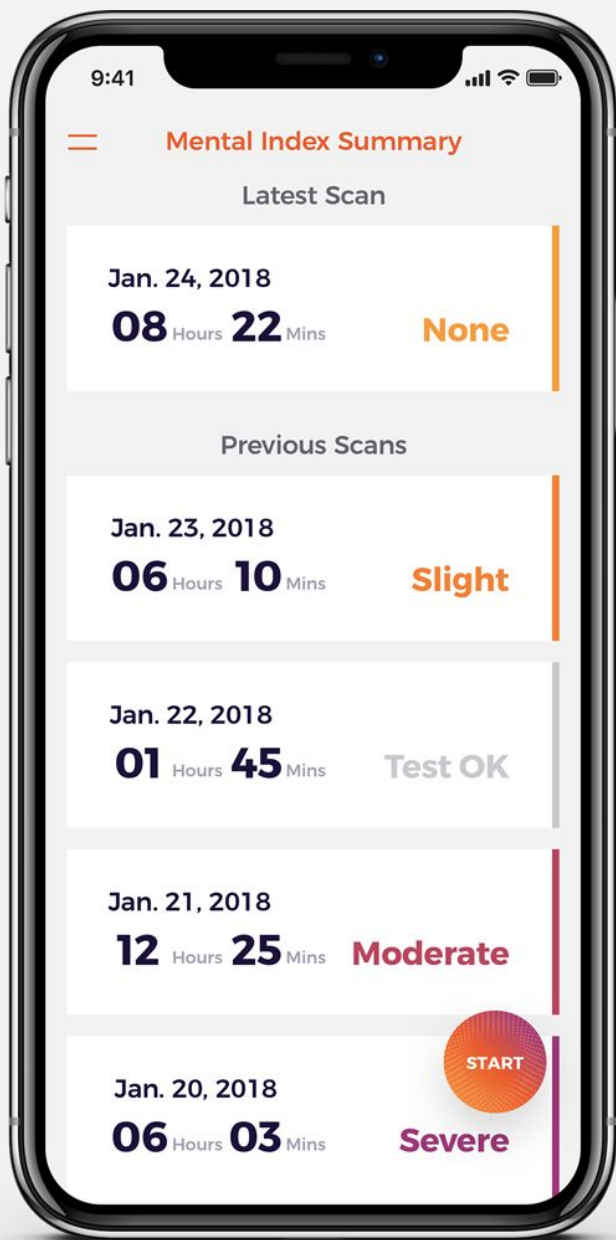 9:41
Mental Index Summary
Latest Scan
Jan. 24, 2018
08 Hours 22 Mins None
Previous Scans
Jan. 23, 2018
06 Hours 10 Mins Slight
Jan. 22, 2018
01 Hours 45 Mins Test OK
Jan. 21, 2018
12 Hours 25 Mins Moderate
START
Jan. 20, 2018
06 Hours 03 Mins Severe